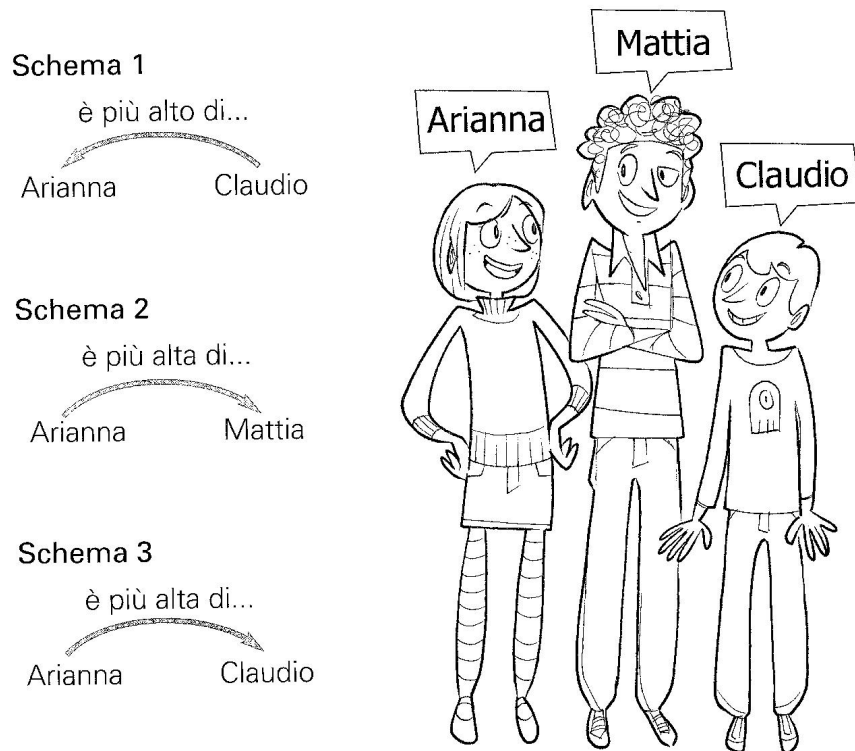 Schema 1
è più alto di...
Arianna Claudio
Schema 2
è più alta di...
Arianna Mattia
Schema 3
è più alta di...
Arianna Claudio
Arianna
Mattia
Claudio